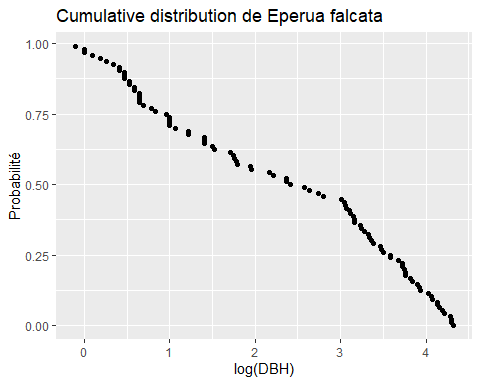 Cumulative distribution de Eperua falcata
1.00
0.75
0.50
0.25
0.00
Probabilité
0 1 2 3 4
log(DBH)